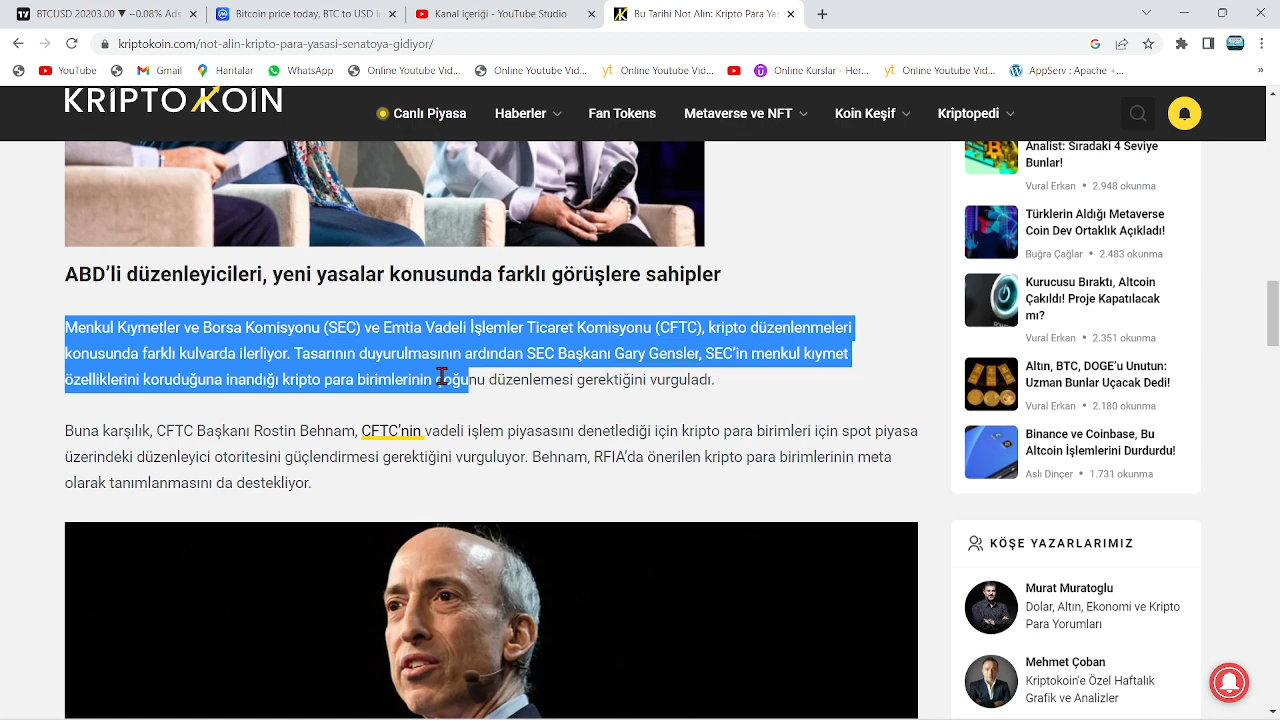 BTCUSD 20203.00 ▼ −0.08% Addres
Bitcoin price today, BTC to USD li
Kanal içeriği - YouTube Studio
Bu Tarihi Not Alın: Kripto Para Ya
kriptokoin.com/not-alin-kripto-para-yasasi-senatoya-gidiyor/
YouTube
Gmail
Haritalar
WhatsApp
Online Youtube Vid...
Online Youtube Vid...
Online Youtube Vid...
Online Kurslar - Her...
Online Youtube Vid...
AppServ : Apache +...
KRIPTOKOIN
Canlı Piyasa
Haberler
Fan Tokens
Metaverse ve NFT
Koin Keşif
Kriptopedi
ABD’li düzenleyicileri, yeni yasalar konusunda farklı görüşlere sahipler
Menkul Kıymetler ve Borsa Komisyonu (SEC) ve Emtia Vadeli İşlemler Ticaret Komisyonu (CFTC), kripto düzenlenmeleri
konusunda farklı kulvarda ilerliyor. Tasarının duyurulmasının ardından SEC Başkanı Gary Gensler, SEC’in menkul kıymet
özelliklerini koruduğuna inandığı kripto para birimlerinin çoğunu düzenlemesi gerektiğini vurguladı.
Buna karşılık, CFTC Başkanı Rostin Behnam, CFTC’nin vadeli işlem piyasasını denetlediği için kripto para birimleri için spot piyasa
üzerindeki düzenleyici otoritesini güçlendirmesi gerektiğini vurguluyor. Behnam, RFIA’da önerilen kripto para birimlerinin meta
olarak tanımlanmasını da destekliyor.
Analist: Sıradaki 4 Seviye
Bunlar!
Vural Erkan • 2.948 okunma
Türklerin Aldığı Metaverse
Coin Dev Ortaklık Açıkladı!
Buğra Çağlar • 2.483 okunma
Kurucusu Bıraktı, Altcoin
Çakıldı! Proje Kapatılacak
mı?
Vural Erkan • 2.351 okunma
Altın, BTC, DOGE’u Unutun:
Uzman Bunlar Uçacak Dedi!
Vural Erkan • 2.180 okunma
Binance ve Coinbase, Bu
Altcoin İşlemlerini Durdurdu!
Aslı Dinçer • 1.731 okunma
KÖŞE YAZARLARIMIZ
Murat Muratoglu
Dolar, Altın, Ekonomi ve Kripto
Para Yorumları
Mehmet Çoban
Kriptokoin'e Özel Haftalık
Grafik ve Analizler